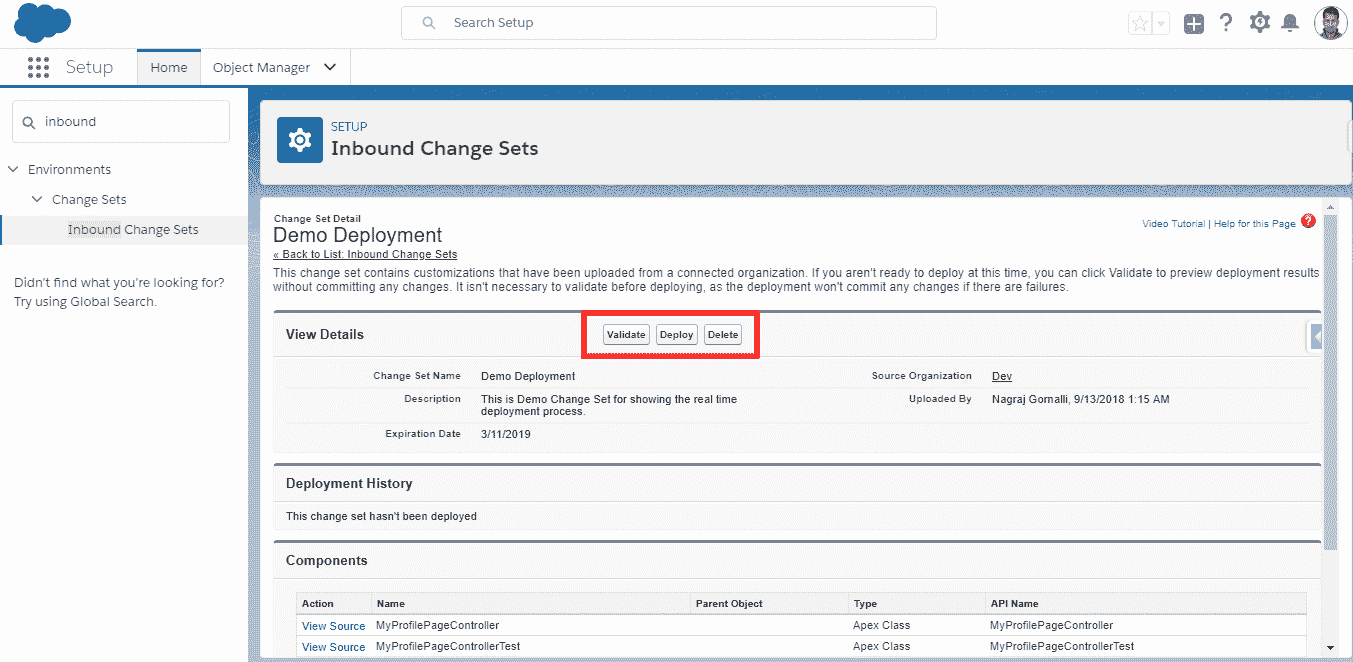 Search Setup
Setup
Home
Object Manager
inbound
Environments
Change Sets
Inbound Change Sets
Didn't find what you're looking for?
Try using Global Search.
SETUP
Inbound Change Sets
Change Set Detail
Demo Deployment
« Back to List: Inbound Change Sets
Video Tutorial | Help for this Page ?
This change set contains customizations that have been uploaded from a connected organization. If you aren't ready to deploy at this time, you can click Validate to preview deployment results
without committing any changes. It isn't necessary to validate before deploying, as the deployment won't commit any changes if there are failures.
View Details
Validate Deploy Delete
Change Set Name Demo Deployment Source Organization Dev
Description This is Demo Change Set for showing the real time Uploaded By Nagraj Gornalli, 9/13/2018 1:15 AM
deployment process.
Expiration Date 3/11/2019
Deployment History
This change set hasn't been deployed
Components
Action Name Parent Object Type API Name
View Source MyProfilePageController Apex Class MyProfilePageController
View Source MyProfilePageControllerTest Apex Class MyProfilePageControllerTest